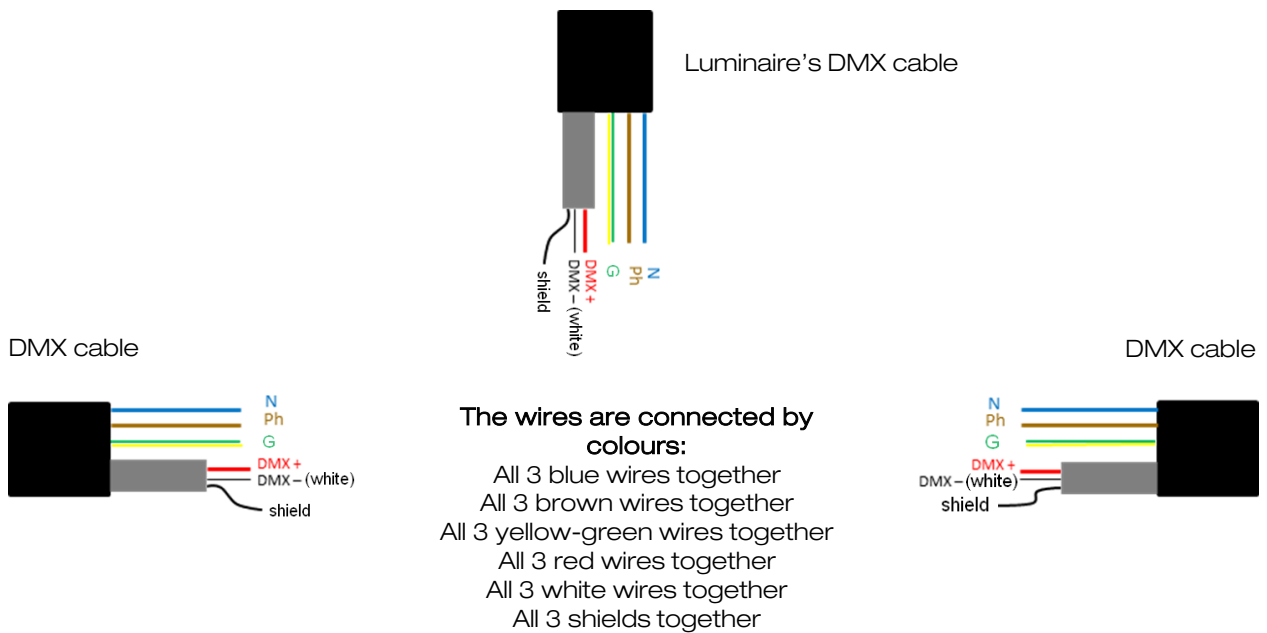 Luminaire’s DMX cable
shield
DMX – (white)
DMX +
G
Ph
N
DMX cable
N
Ph
G
DMX +
DMX – (white)
shield
The wires are connected by
colours:
All 3 blue wires together
All 3 brown wires together
All 3 yellow-green wires together
All 3 red wires together
All 3 white wires together
All 3 shields together
DMX cable
N
Ph
G
DMX +
DMX – (white)
shield